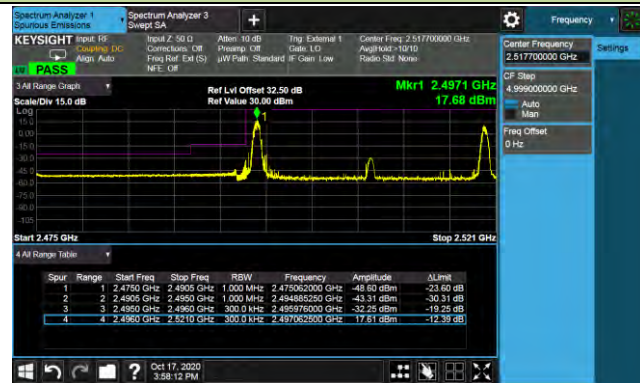 Spectrum Analyzer 1
Spurious Emissions
Spectrum Analyzer 3
Swept SA
+
Frequency
KEYSIGHT Input: RF
Coupling: DC
Align: Auto
Input Z: 50 Ω
Corrections: Off
Freq Ref: Ext (S)
NFE: Off
Atten: 10 dB
Preamp: Off
µW Path: Standard
Trig: External 1
Gate: LO
IF Gain: Low
Center Freq: 2.517700000 GHz
Avg|Hold:>10/10
Radio Std: None
PASS
Center Frequency
2.517700000 GHz
Settings
CF Step
4.999000000 GHz
Auto
Man
Freq Offset
0 Hz
3 All Range Graph
Ref Lvl Offset 32.50 dB
Mkr1 2.4971 GHz
Scale/Div 15.0 dB
Ref Value 30.00 dBm
17.68 dBm
Log
15.0
0.00
-15.0
-30.0
-45.0
-60.0
-75.0
-90.0
-105
1
Start 2.475 GHz
Stop 2.521 GHz
4 All Range Table
Spur Range Start Freq Stop Freq RBW Frequency Amplitude ΔLimit
1 1 2.4750 GHz 2.4905 GHz 1.000 MHz 2.475062000 GHz -48.60 dBm -23.60 dB
2 2 2.4905 GHz 2.4950 GHz 1.000 MHz 2.494885250 GHz -43.31 dBm -30.31 dB
3 3 2.4950 GHz 2.4960 GHz 300.0 kHz 2.495976000 GHz -32.25 dBm -19.25 dB
4 4 2.4960 GHz 2.5210 GHz 300.0 kHz 2.497062500 GHz 17.61 dBm -12.39 dB
?
Oct 17, 2020
3:58:12 PM